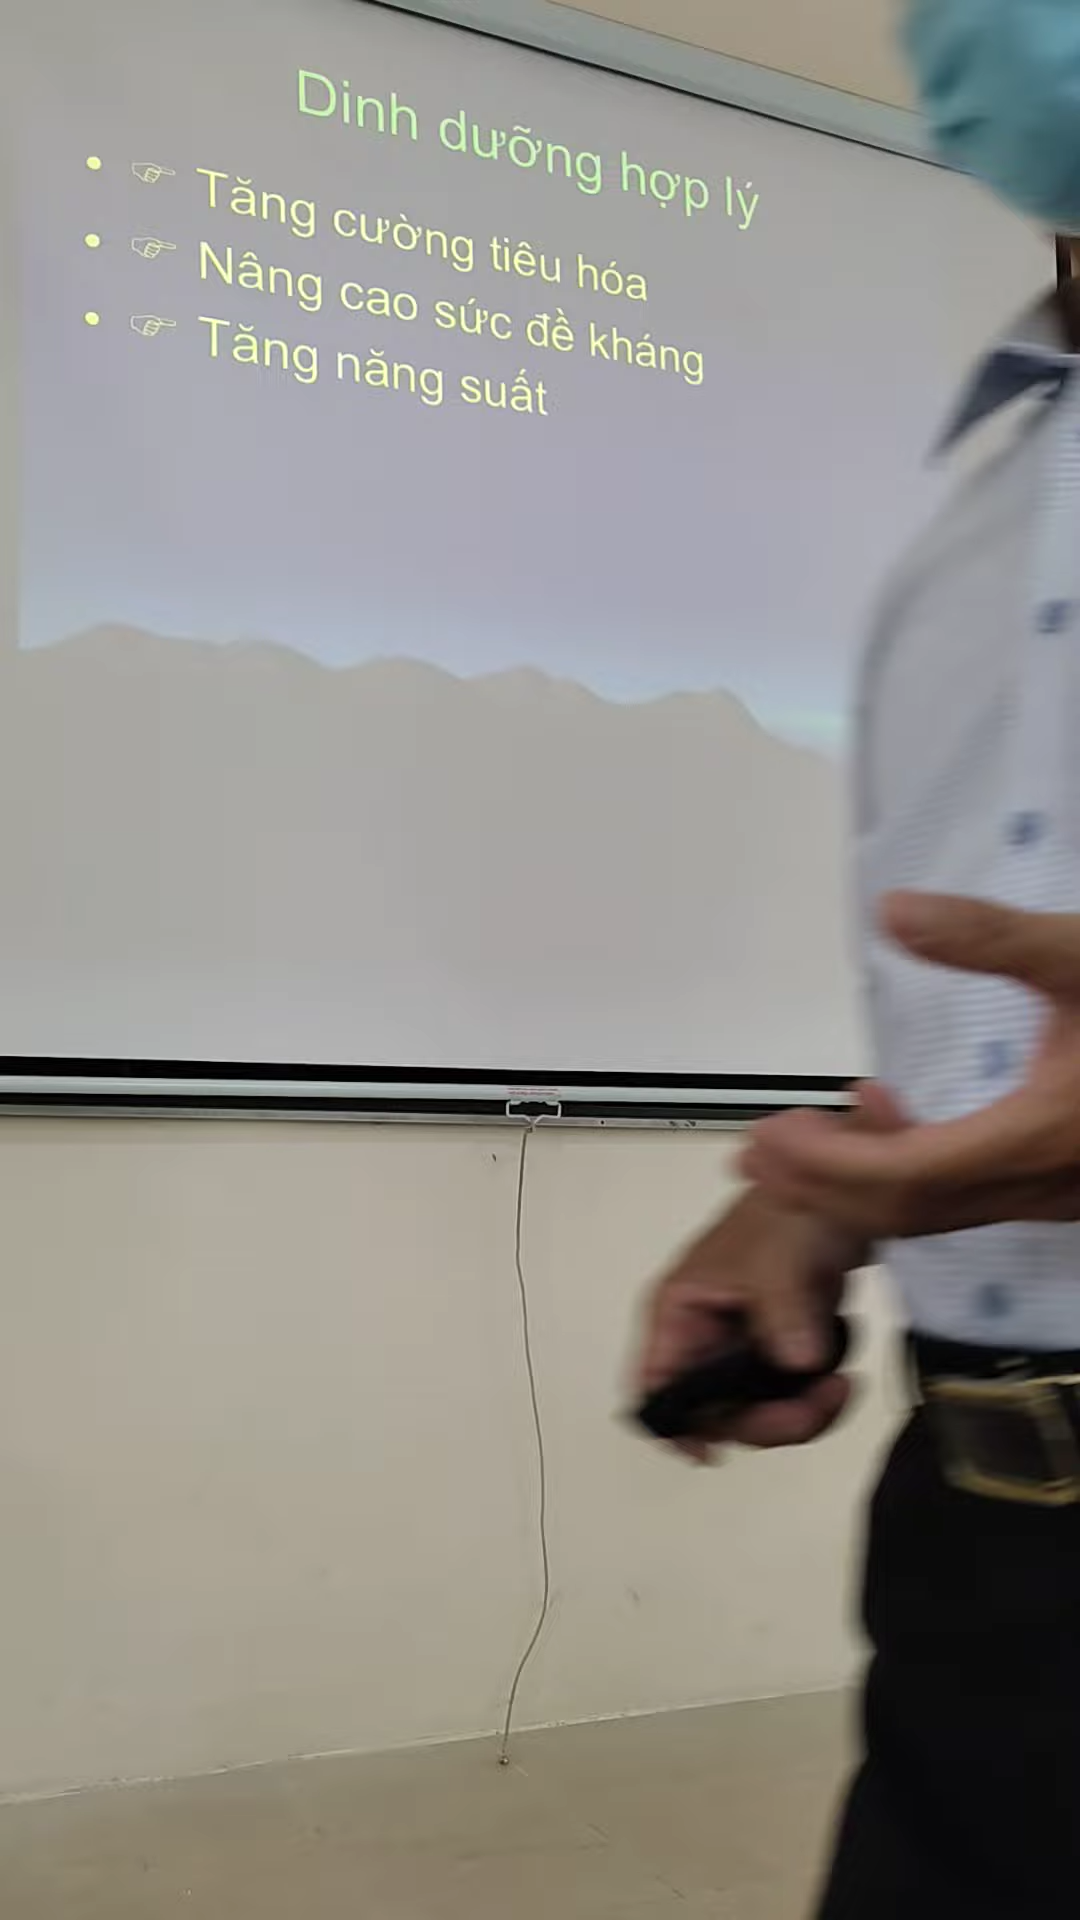 Dinh dưỡng hợp lý
• ☞ Tăng cường tiêu hóa
• ☞ Nâng cao sức đề kháng
• ☞ Tăng năng suất